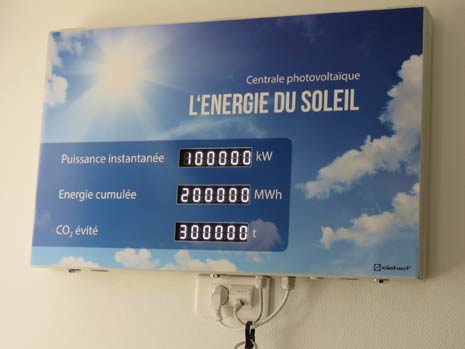 Centrale photovoltaïque
L'ENERGIE DU SOLEIL
Puissance instantanée 100000 kW
Energie cumulée 200000 MWh
CO₂ évité 300000 t
siebert